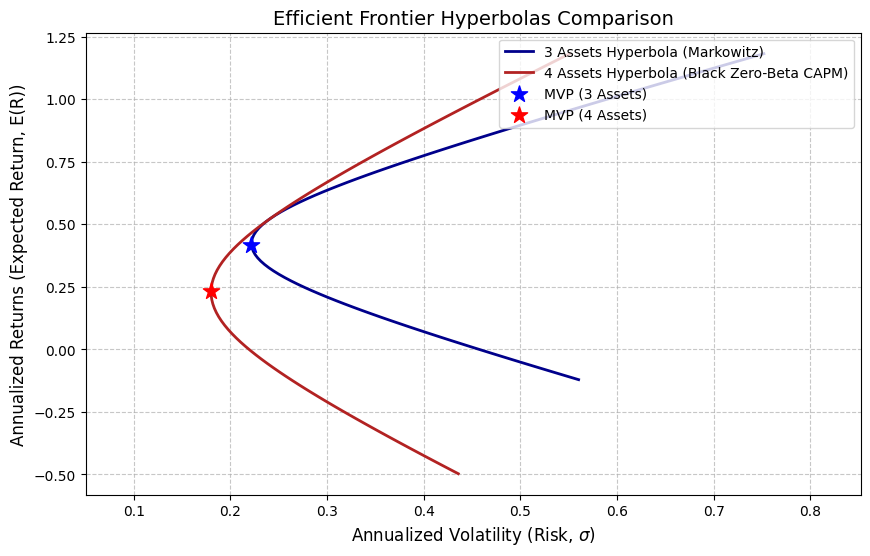 Efficient Frontier Hyperbolas Comparison
Annualized Returns (Expected Return, E(R))
1.25
1.00
0.75
0.50
0.25
0.00
−0.25
−0.50
3 Assets Hyperbola (Markowitz)
4 Assets Hyperbola (Black Zero-Beta CAPM)
MVP (3 Assets)
MVP (4 Assets)
0.1 0.2 0.3 0.4 0.5 0.6 0.7 0.8
Annualized Volatility (Risk, σ)